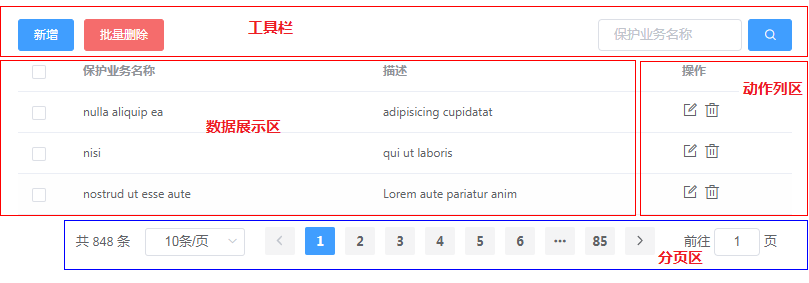 新增 批量删除 工具栏 保护业务名称
保护业务名称 描述 操作
动作列区
nulla aliquip ea adipisicing cupidatat
数据展示区
nisi qui ut laboris
nostrud ut esse aute Lorem aute pariatur anim
共 848 条 10条/页 1 2 3 4 5 6 ··· 85 前往 1 页
分页区